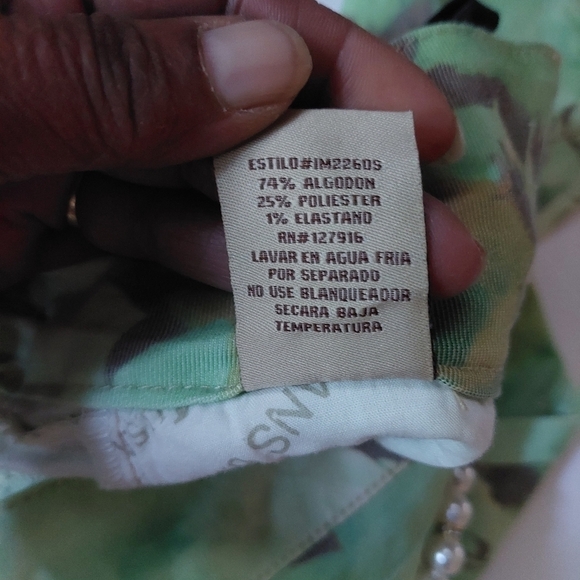 ESTILO#IM2260S
74% ALGODON
25% POLIESTER
1% ELASTANO
RN#127916
LAVAR EN AGUA FRIA
POR SEPARADO
NO USE BLANQUEADOR
SECARA BAJA
TEMPERATURA